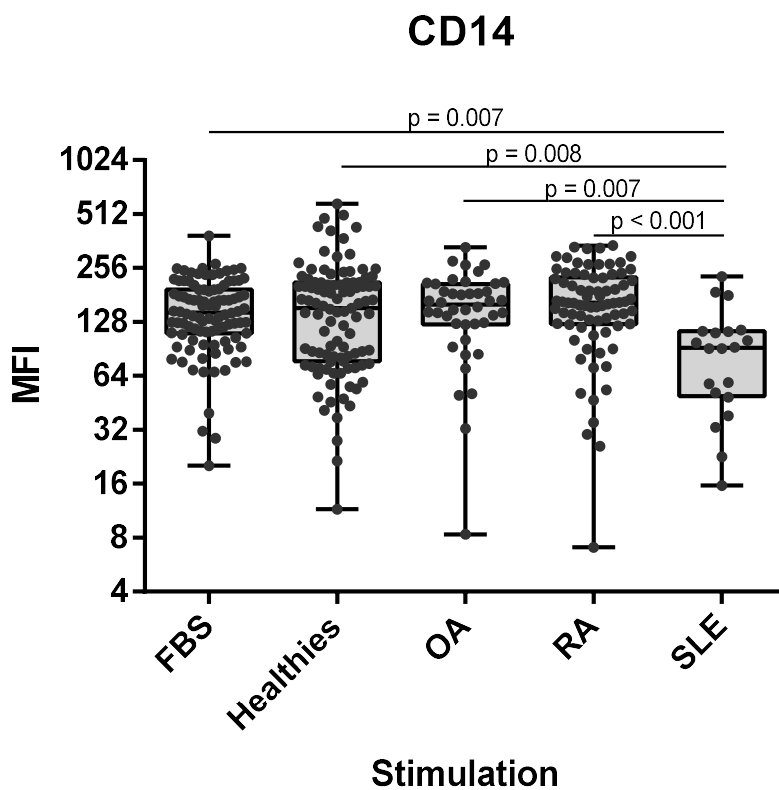 CD14
p = 0.007
p = 0.008
p = 0.007
p < 0.001
1024
512
256
128
64
32
16
8
4
MFI
FBS
Healthies
OA
RA
SLE
Stimulation